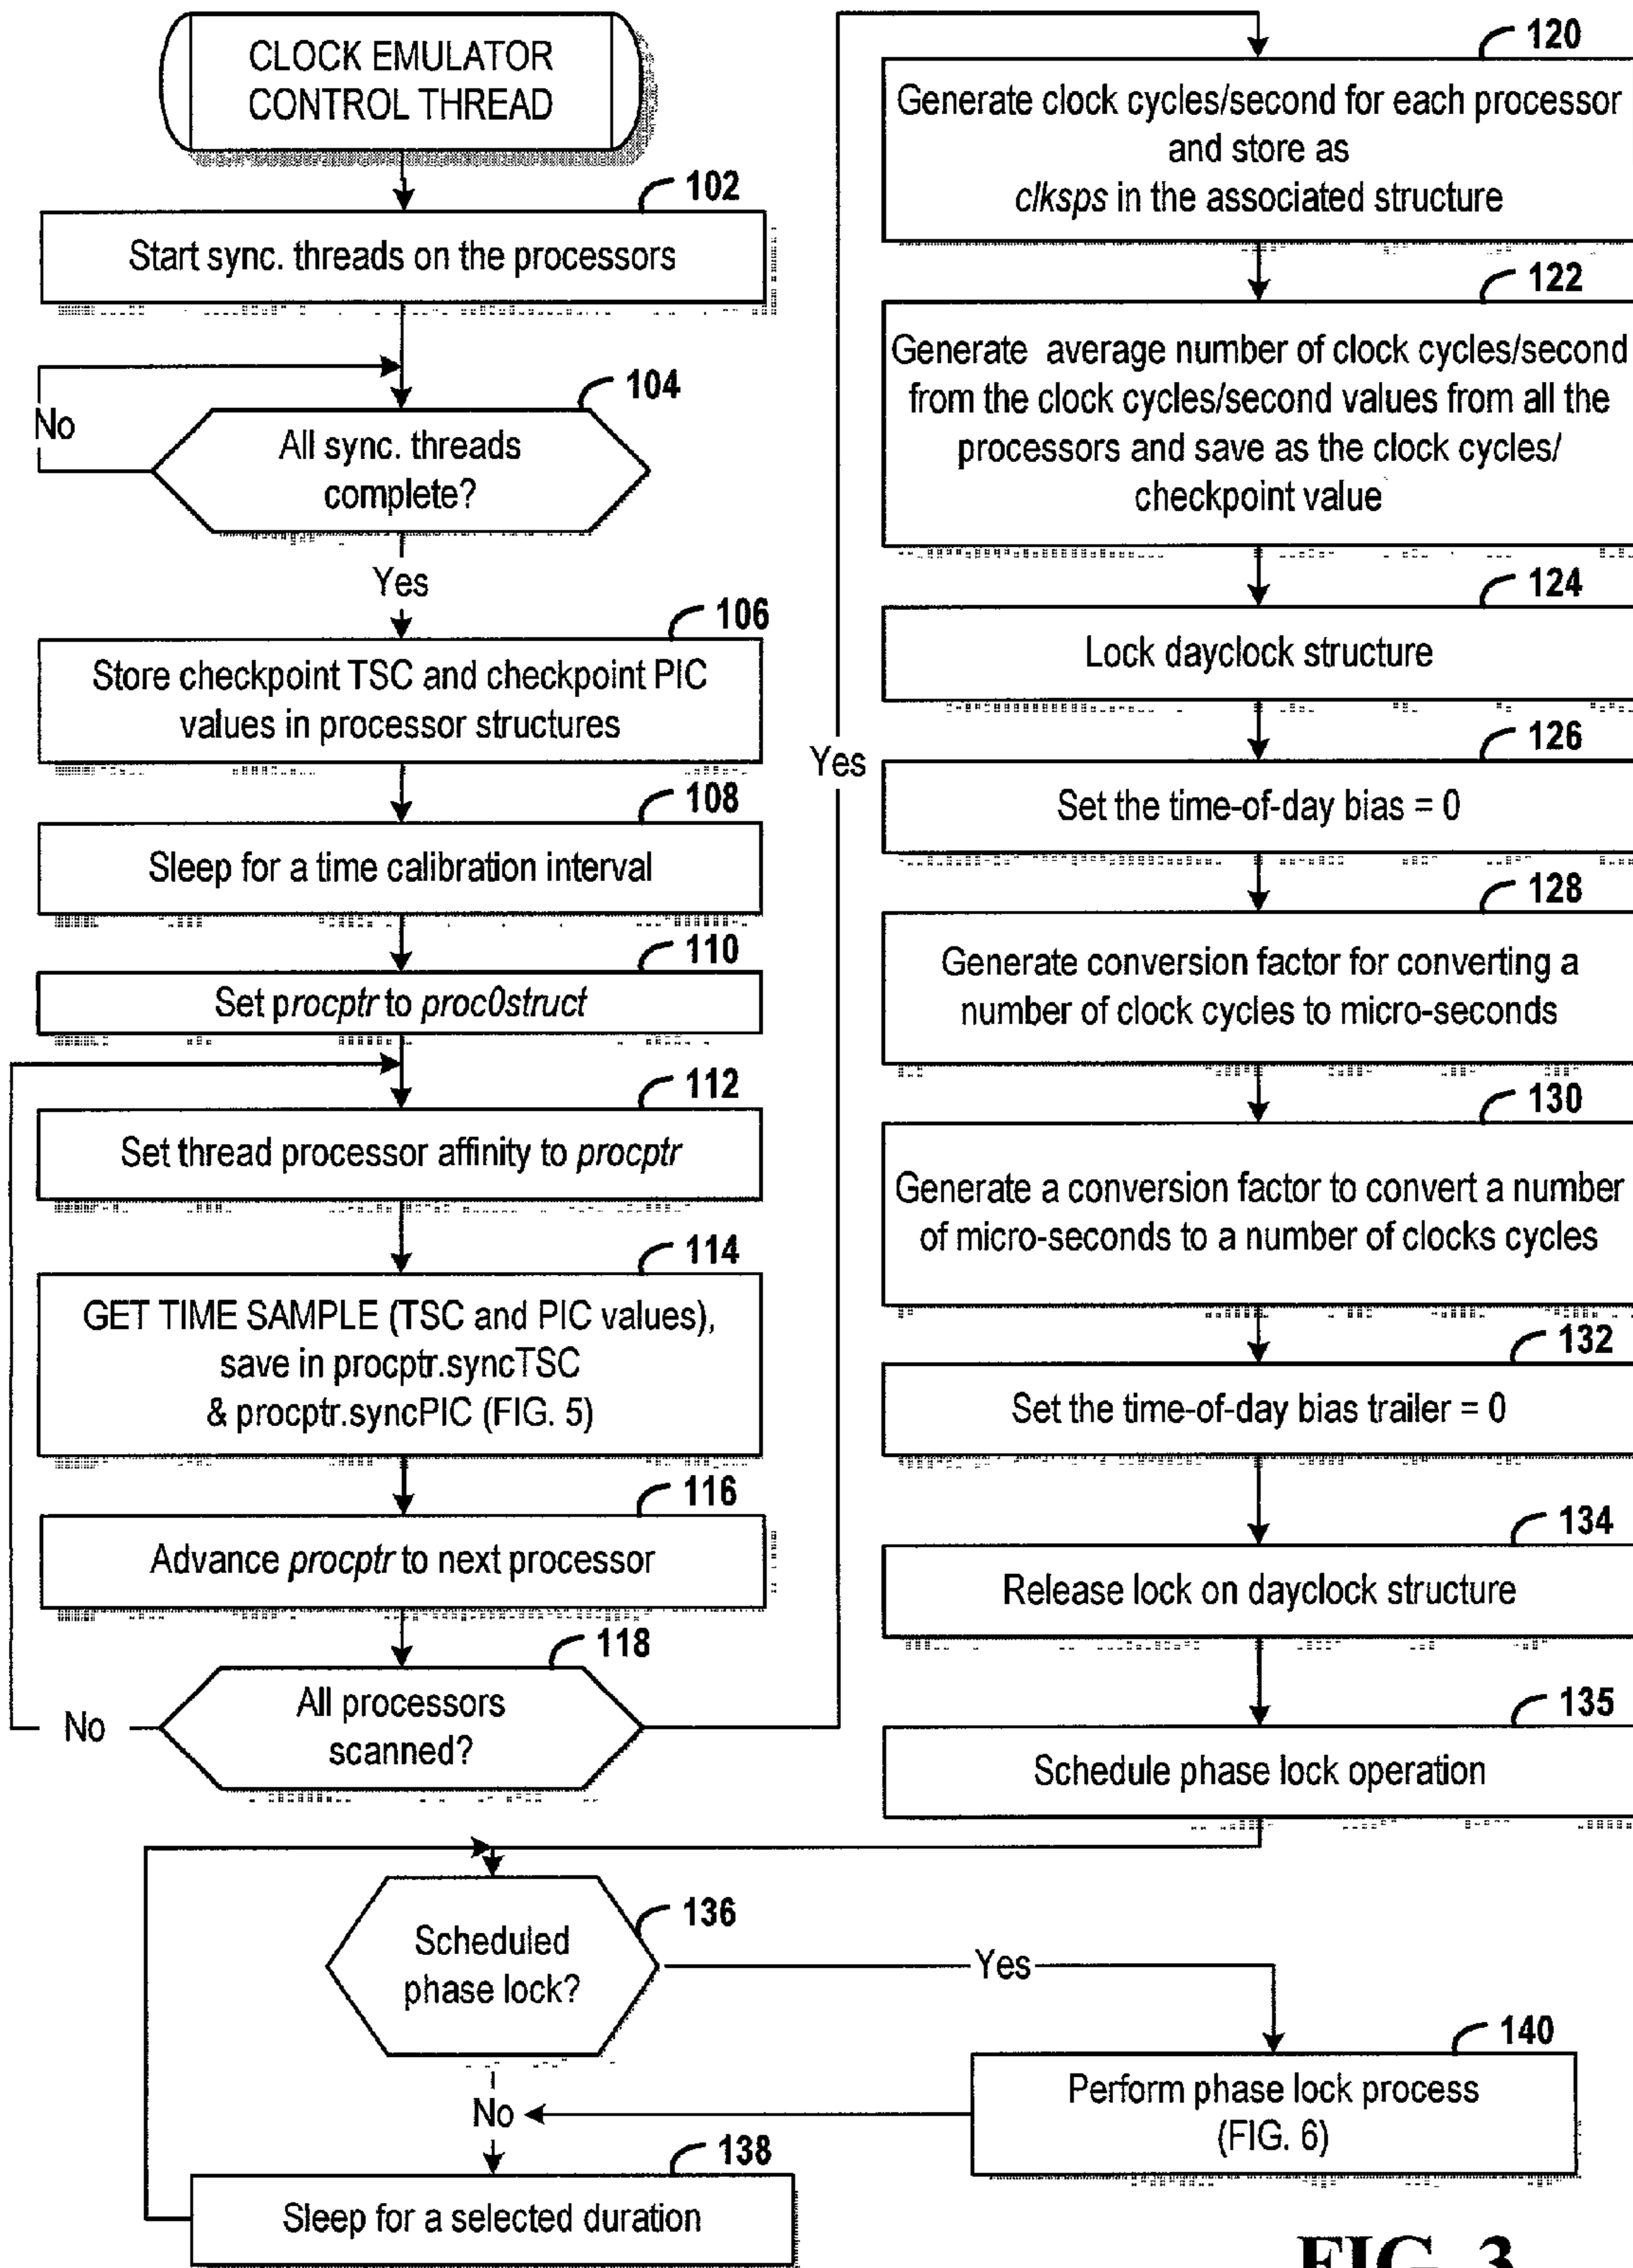 CLOCK EMULATOR
CONTROL THREAD
102
Start sync. threads on the processors
No
104
All sync. threads
complete?
Yes
106
Store checkpoint TSC and checkpoint PIC
values in processor structures
108
Sleep for a time calibration interval
110
Set procptr to proc0struct
112
Set thread processor affinity to procptr
114
GET TIME SAMPLE (TSC and PIC values),
save in procptr.syncTSC
& procptr.syncPIC (FIG. 5)
116
Advance procptr to next processor
118
All processors
scanned?
No
Yes
120
Generate clock cycles/second for each processor
and store as
clksps in the associated structure
122
Generate average number of clock cycles/second
from the clock cycles/second values from all the
processors and save as the clock cycles/
checkpoint value
124
Lock dayclock structure
126
Set the time-of-day bias = 0
128
Generate conversion factor for converting a
number of clock cycles to micro-seconds
130
Generate a conversion factor to convert a number
of micro-seconds to a number of clocks cycles
132
Set the time-of-day bias trailer = 0
134
Release lock on dayclock structure
135
Schedule phase lock operation
136
Scheduled
phase lock?
Yes
140
Perform phase lock process
(FIG. 6)
No
138
Sleep for a selected duration
FIG. 3